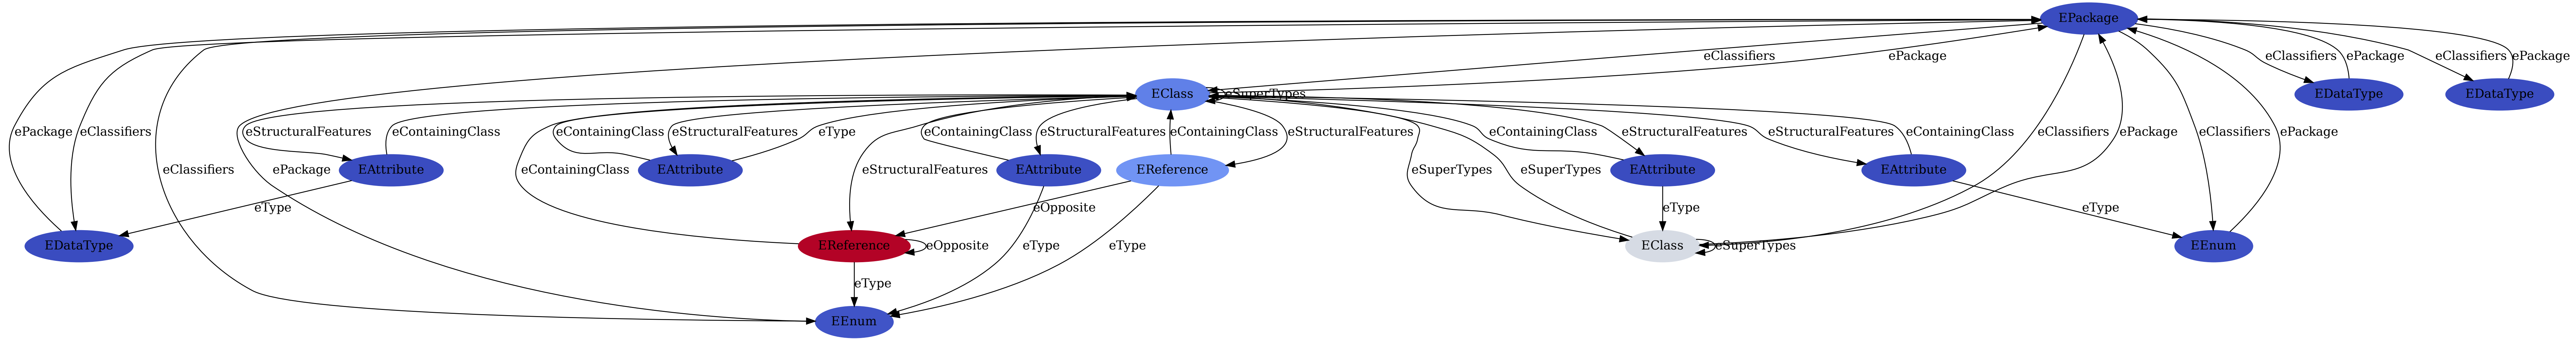 EPackage
eClassifiers
ePackage
eClassifiers
ePackage
eClassifiers
ePackage
EClass
eSuperTypes
EDataType
EDataType
ePackage
eClassifiers
eStructuralFeatures
eContainingClass
eContainingClass
eStructuralFeatures
eType
eContainingClass
eStructuralFeatures
eContainingClass
eStructuralFeatures
eContainingClass
eStructuralFeatures
eStructuralFeatures
eContainingClass
eClassifiers
ePackage
eClassifiers
ePackage
eClassifiers
ePackage
EAttribute
eContainingClass
EAttribute
eStructuralFeatures
EAttribute
EReference
eSuperTypes
eSuperTypes
EAttribute
EAttribute
eType
eOpposite
eType
eType
EDataType
EReference
eOpposite
eType
eType
EClass
eSuperTypes
EEnum
eType
EEnum